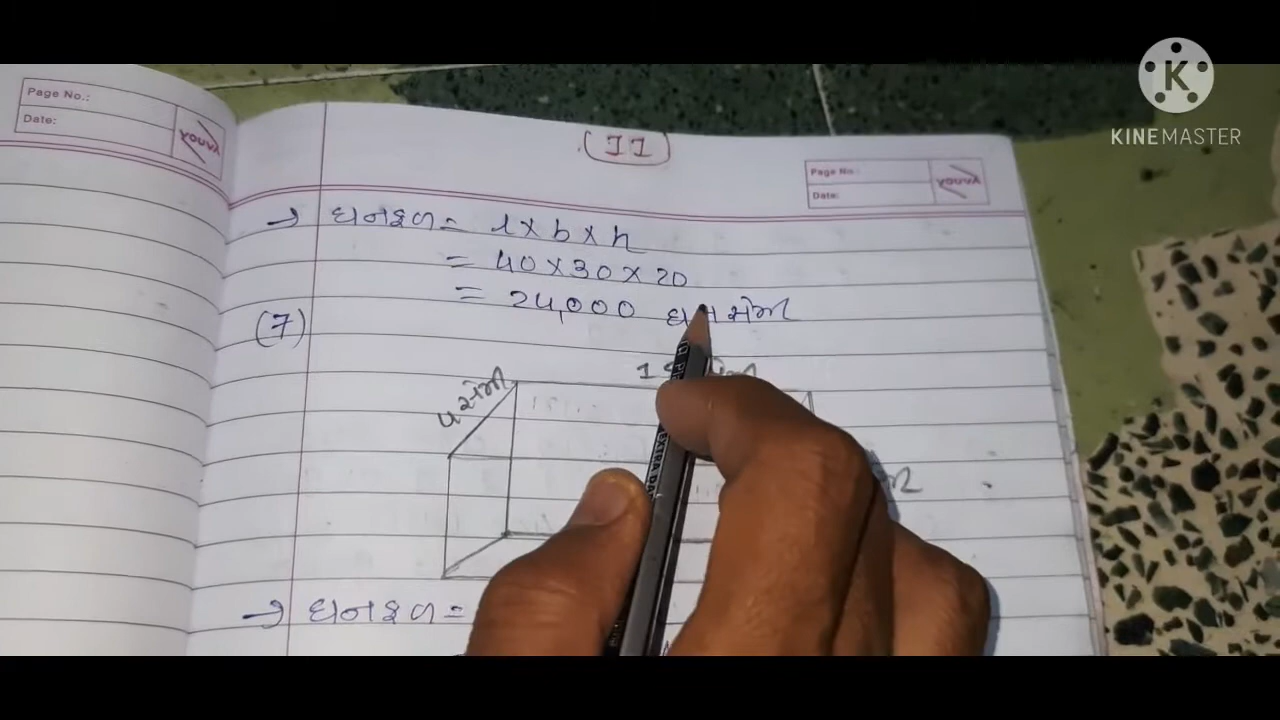 Page No.:
Date:
youva
KINEMASTER
(11)
Page No.:
Date:
youva
→ ઘનફળ = l × b × h
= 40 × 30 × 20
= 24,000 ઘન સેમી
(7)
5 સેમી
→ ઘનફળ =